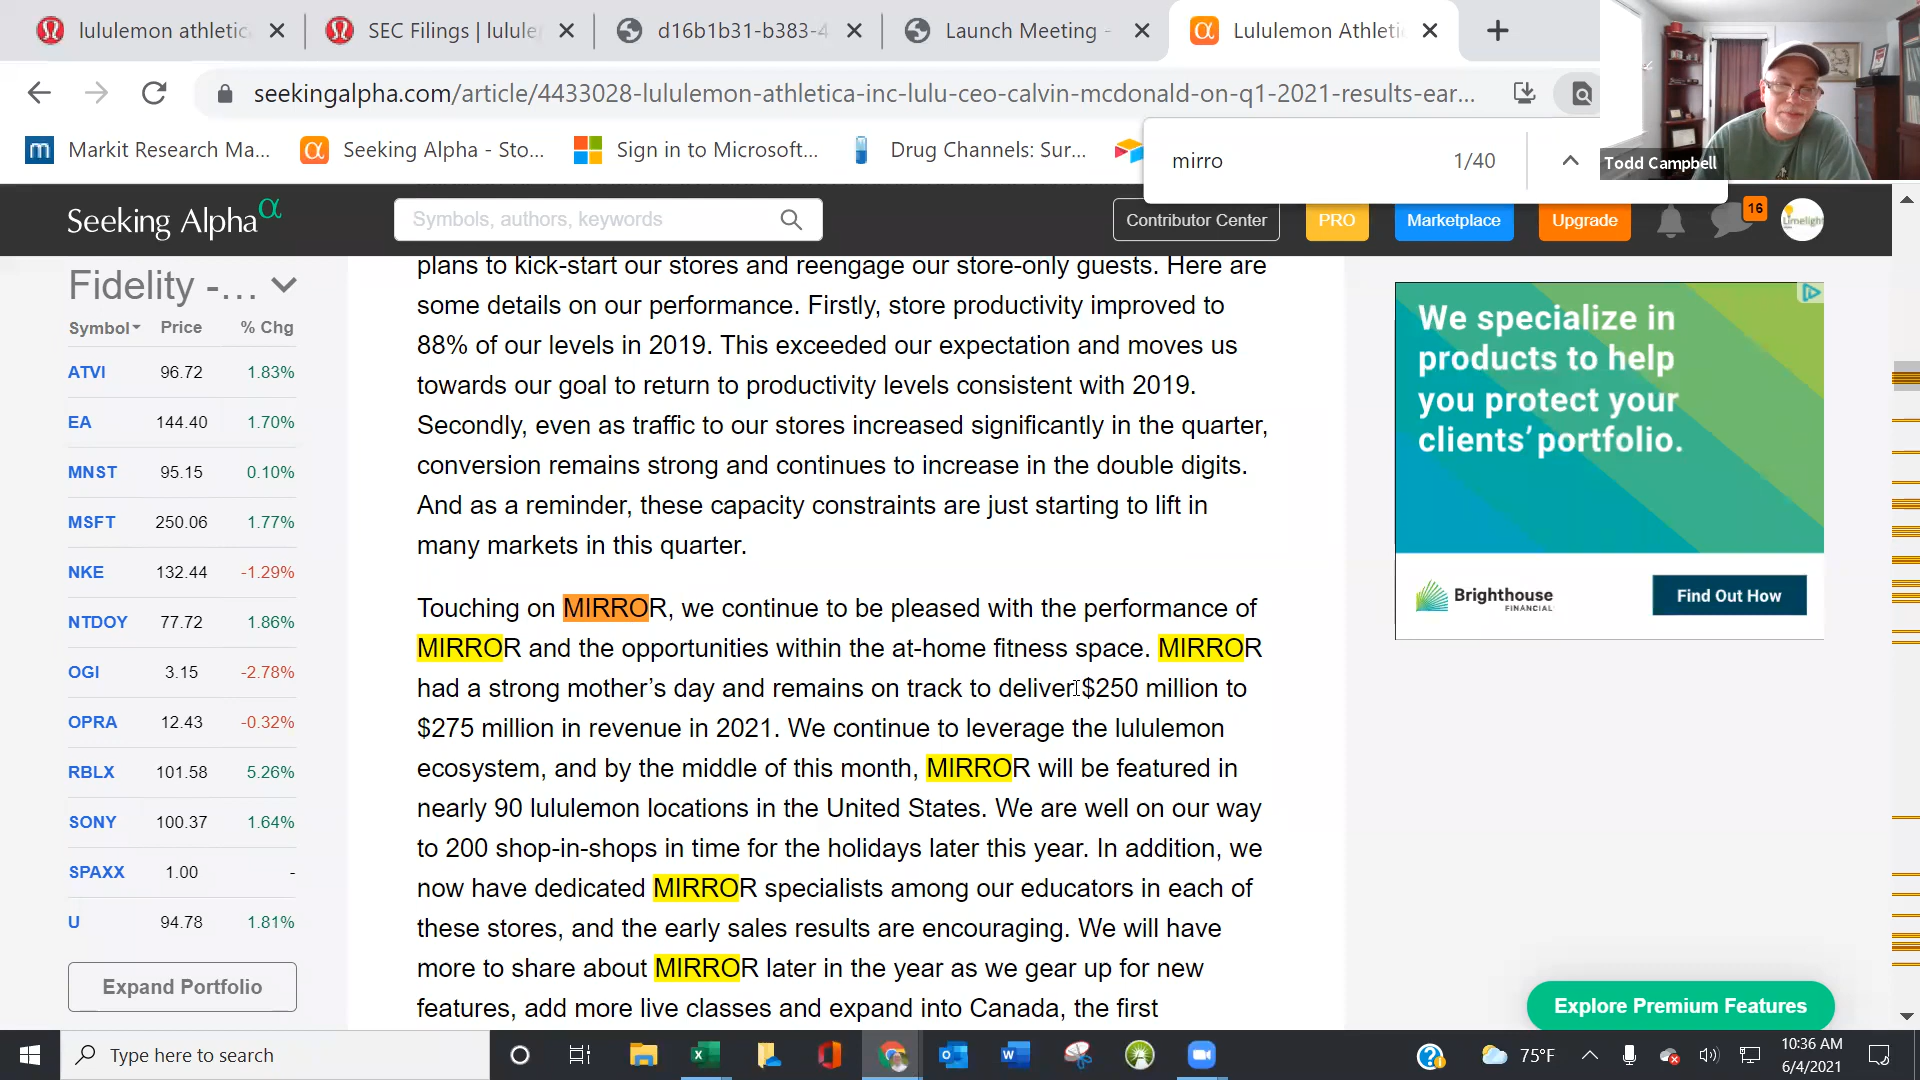 lululemon athletic
SEC Filings | lulule
d16b1b31-b383-4
Launch Meeting -
Lululemon Athleti
seekingalpha.com/article/4433028-lululemon-athletica-inc-lulu-ceo-calvin-mcdonald-on-q1-2021-results-ear...
Markit Research Ma...
Seeking Alpha - Sto...
Sign in to Microsoft...
Drug Channels: Sur...
mirro
1/40
Todd Campbell
Seeking Alpha α
Symbols, authors, keywords
Contributor Center
PRO
Marketplace
Upgrade
16
Limelight
Fidelity -...
Symbol Price % Chg
ATVI 96.72 1.83%
EA 144.40 1.70%
MNST 95.15 0.10%
MSFT 250.06 1.77%
NKE 132.44 -1.29%
NTDOY 77.72 1.86%
OGI 3.15 -2.78%
OPRA 12.43 -0.32%
RBLX 101.58 5.26%
SONY 100.37 1.64%
SPAXX 1.00 -
U 94.78 1.81%
Expand Portfolio
plans to kick-start our stores and reengage our store-only guests. Here are
some details on our performance. Firstly, store productivity improved to
88% of our levels in 2019. This exceeded our expectation and moves us
towards our goal to return to productivity levels consistent with 2019.
Secondly, even as traffic to our stores increased significantly in the quarter,
conversion remains strong and continues to increase in the double digits.
And as a reminder, these capacity constraints are just starting to lift in
many markets in this quarter.
Touching on MIRROR, we continue to be pleased with the performance of
MIRROR and the opportunities within the at-home fitness space. MIRROR
had a strong mother's day and remains on track to deliver $250 million to
$275 million in revenue in 2021. We continue to leverage the lululemon
ecosystem, and by the middle of this month, MIRROR will be featured in
nearly 90 lululemon locations in the United States. We are well on our way
to 200 shop-in-shops in time for the holidays later this year. In addition, we
now have dedicated MIRROR specialists among our educators in each of
these stores, and the early sales results are encouraging. We will have
more to share about MIRROR later in the year as we gear up for new
features, add more live classes and expand into Canada, the first
We specialize in
products to help
you protect your
clients' portfolio.
Brighthouse
FINANCIAL
Find Out How
Explore Premium Features
Type here to search
75°F
10:36 AM
6/4/2021